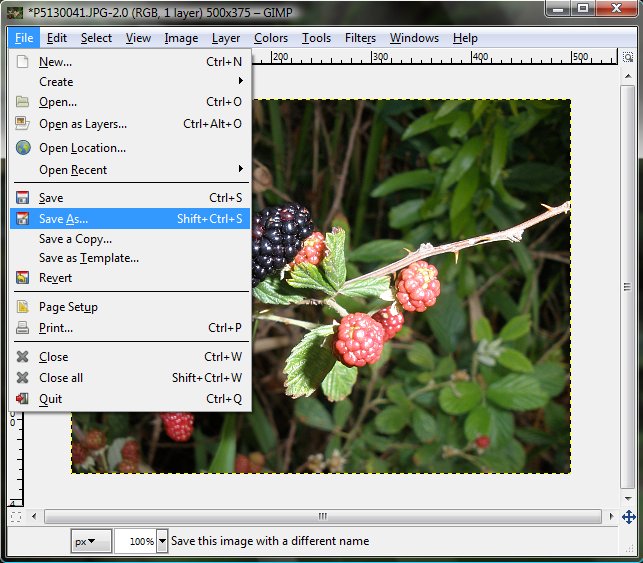 *P5130041.JPG-2.0 (RGB, 1 layer) 500x375 – GIMP
File Edit Select View Image Layer Colors Tools Filters Windows Help
200 300 400 500
New... Ctrl+N
Create
Open... Ctrl+O
Open as Layers... Ctrl+Alt+O
Open Location...
Open Recent
Save Ctrl+S
Save As... Shift+Ctrl+S
Save a Copy...
Save as Template...
Revert
Page Setup
Print... Ctrl+P
Close Ctrl+W
Close all Shift+Ctrl+W
Quit Ctrl+Q
px 100% Save this image with a different name